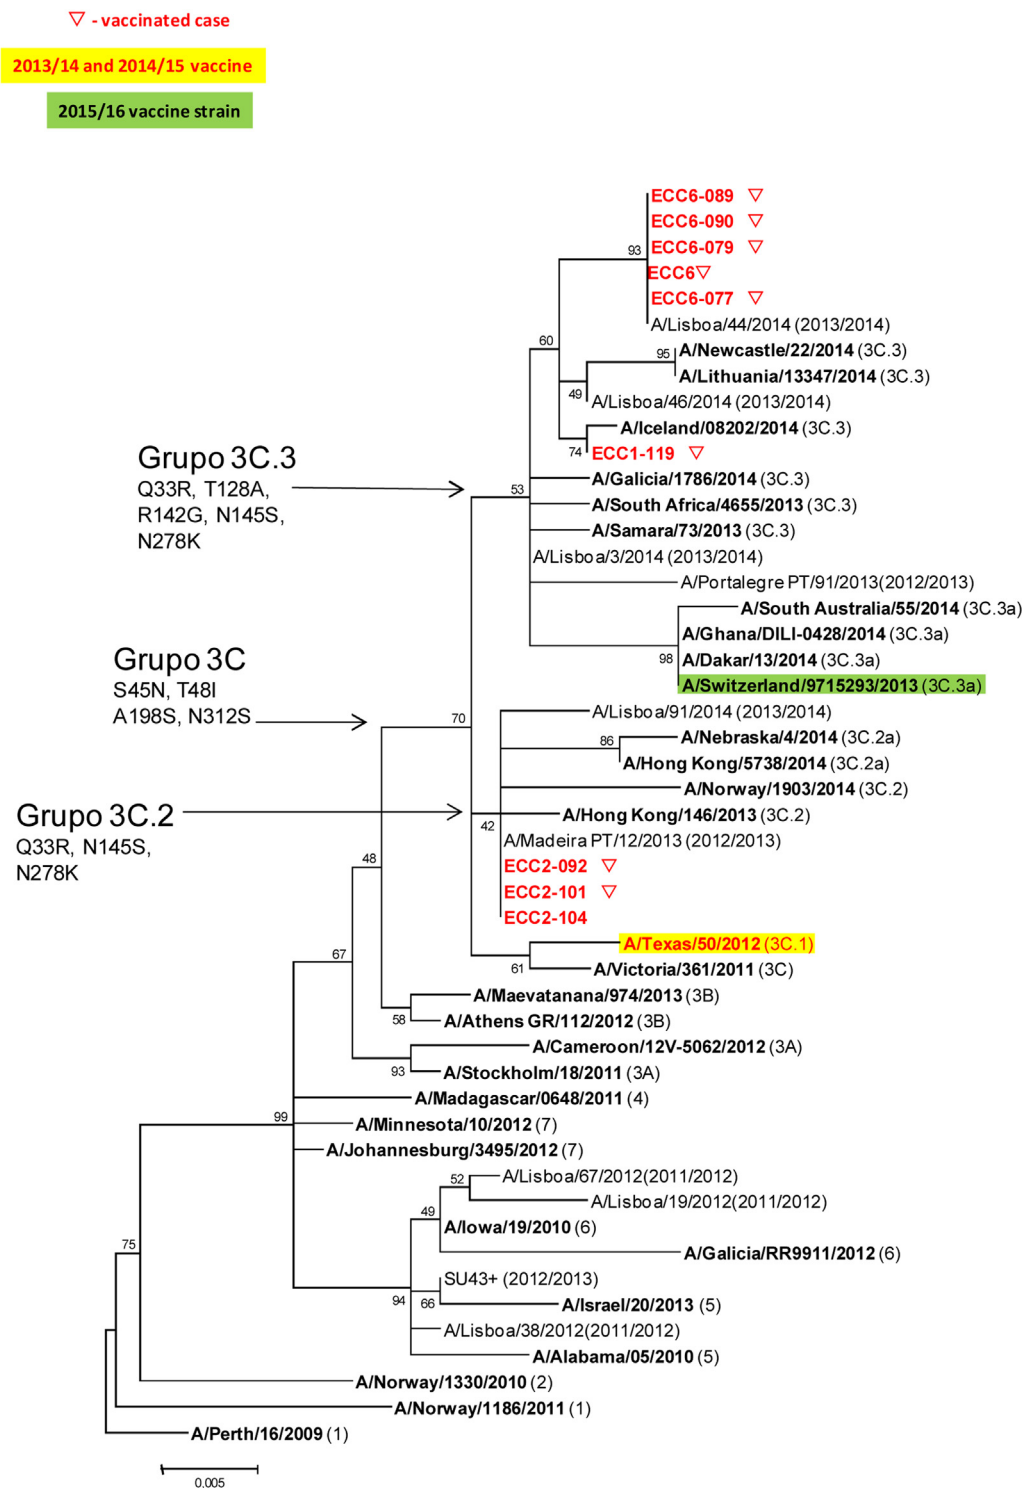 ▽ - vaccinated case
2013/14 and 2014/15 vaccine
2015/16 vaccine strain
ECC6-089 ▽
ECC6-090 ▽
ECC6-079 ▽
93
ECC6▽
ECC6-077 ▽
A/Lisboa/44/2014 (2013/2014)
60
95
A/Newcastle/22/2014 (3C.3)
A/Lithuania/13347/2014 (3C.3)
49
A/Lisboa/46/2014 (2013/2014)
A/Iceland/08202/2014 (3C.3)
74
ECC1-119 ▽
Grupo 3C.3
Q33R, T128A,
R142G, N145S,
N278K
53
A/Galicia/1786/2014 (3C.3)
A/South Africa/4655/2013 (3C.3)
A/Samara/73/2013 (3C.3)
A/Lisboa/3/2014 (2013/2014)
A/Portalegre PT/91/2013(2012/2013)
A/South Australia/55/2014 (3C.3a)
A/Ghana/DILI-0428/2014 (3C.3a)
98
A/Dakar/13/2014 (3C.3a)
A/Switzerland/9715293/2013 (3C.3a)
Grupo 3C
S45N, T48I
A198S, N312S
70
A/Lisboa/91/2014 (2013/2014)
86
A/Nebraska/4/2014 (3C.2a)
A/Hong Kong/5738/2014 (3C.2a)
A/Norway/1903/2014 (3C.2)
Grupo 3C.2
Q33R, N145S,
N278K
A/Hong Kong/146/2013 (3C.2)
42
A/Madeira PT/12/2013 (2012/2013)
48
ECC2-092 ▽
ECC2-101 ▽
ECC2-104
A/Texas/50/2012 (3C.1)
67
61
A/Victoria/361/2011 (3C)
A/Maevatanana/974/2013 (3B)
58
A/Athens GR/112/2012 (3B)
A/Cameroon/12V-5062/2012 (3A)
93
A/Stockholm/18/2011 (3A)
A/Madagascar/0648/2011 (4)
99
A/Minnesota/10/2012 (7)
A/Johannesburg/3495/2012 (7)
52
A/Lisboa/67/2012(2011/2012)
A/Lisboa/19/2012(2011/2012)
49
A/Iowa/19/2010 (6)
75
A/Galicia/RR9911/2012 (6)
SU43+ (2012/2013)
94
66
A/Israel/20/2013 (5)
A/Lisboa/38/2012(2011/2012)
A/Alabama/05/2010 (5)
A/Norway/1330/2010 (2)
A/Norway/1186/2011 (1)
A/Perth/16/2009 (1)
0.005